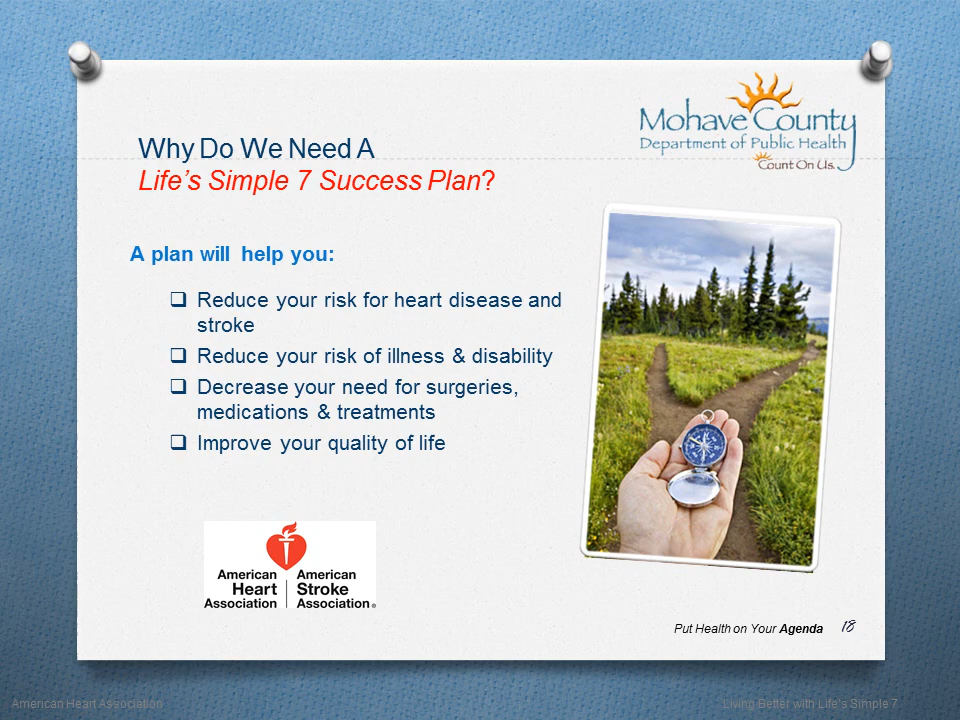 Mohave County
Department of Public Health
Count On Us.
Why Do We Need A
Life’s Simple 7 Success Plan?
A plan will help you:
❑ Reduce your risk for heart disease and
stroke
❑ Reduce your risk of illness & disability
❑ Decrease your need for surgeries,
medications & treatments
❑ Improve your quality of life
American
Heart
Association
American
Stroke
Association®
Put Health on Your Agenda 18
American Heart Association
Living Better with Life's Simple 7